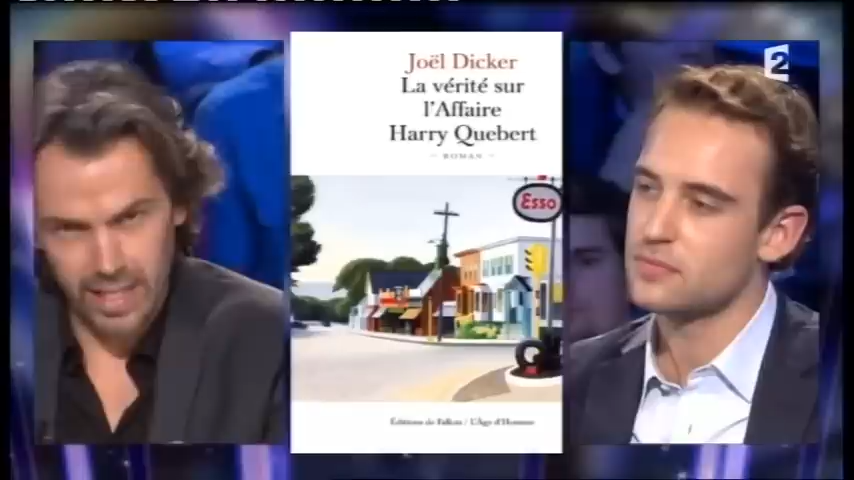 Joël Dicker
La vérité sur
l'Affaire
Harry Quebert
– ROMAN –
Esso
Éditions de Fallois / L'Âge d'Homme
2